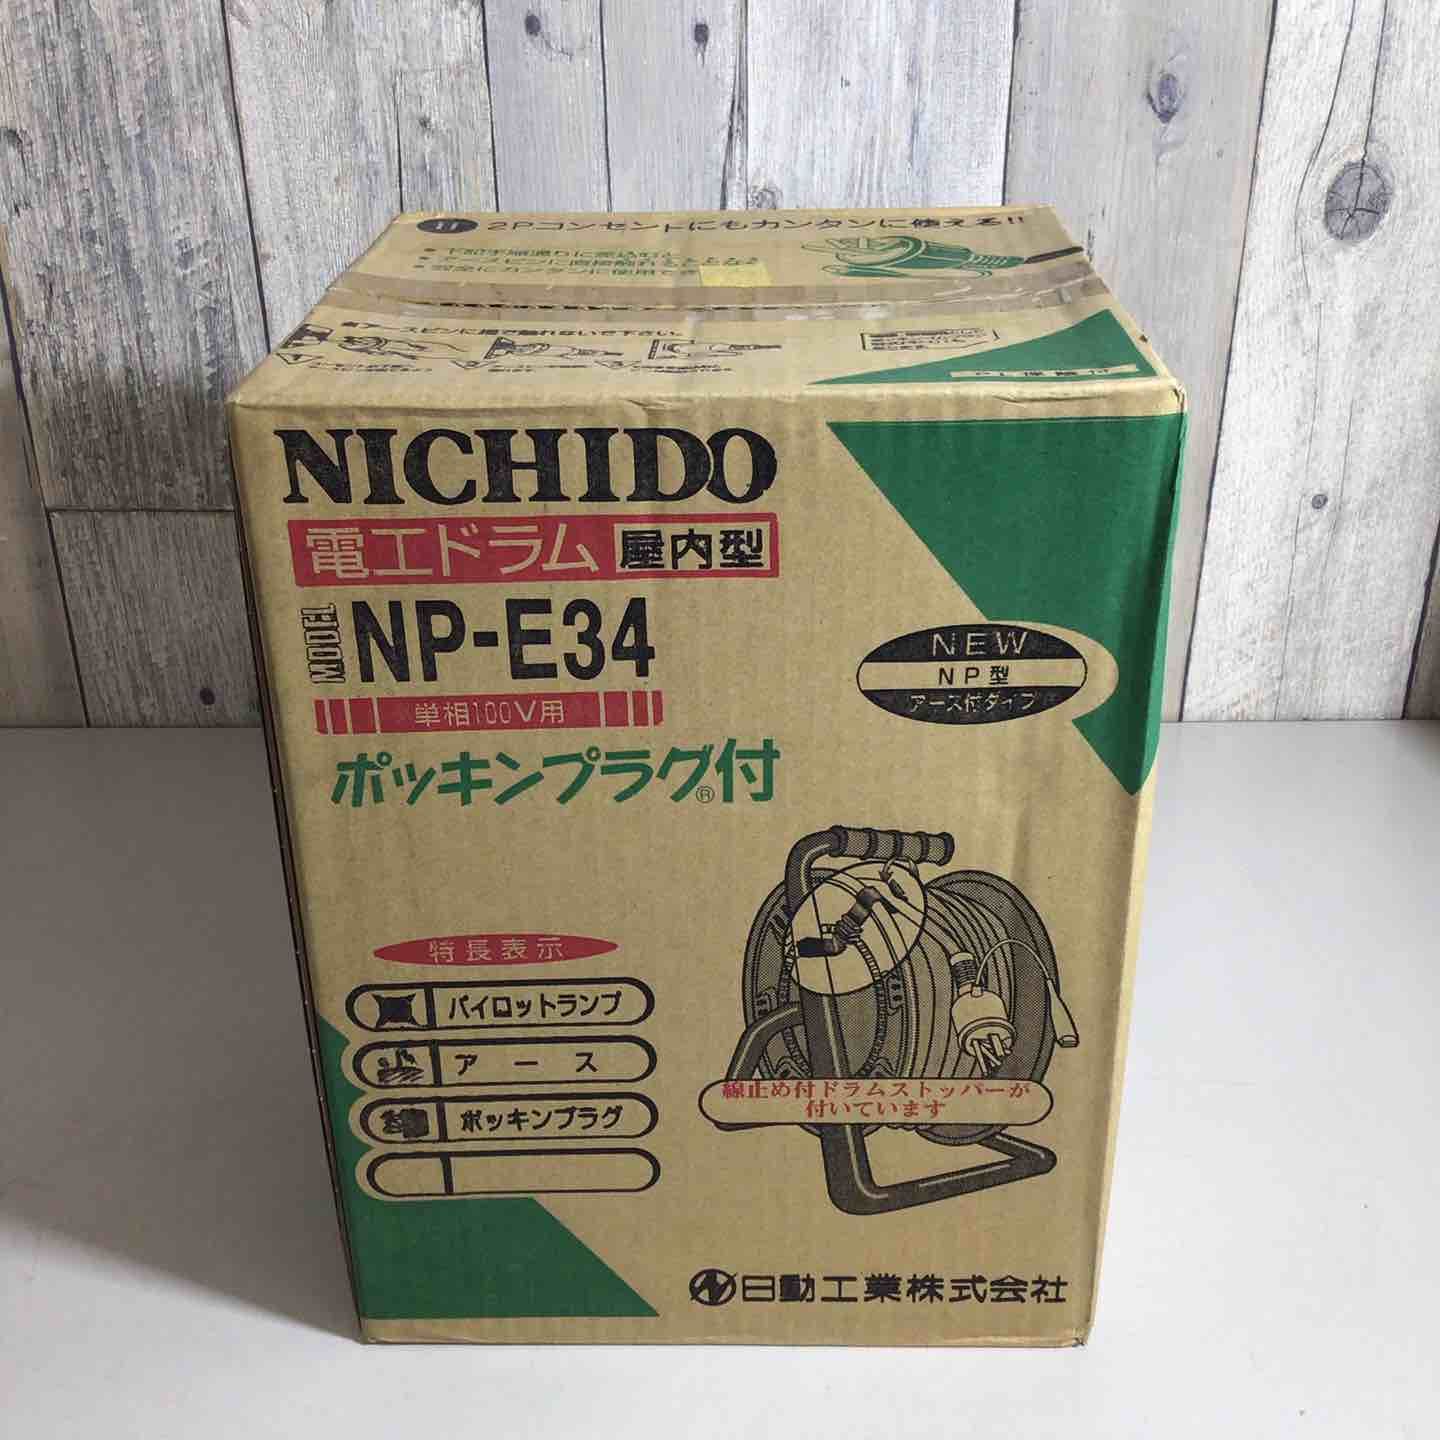 2Pコンセントにもカンタンに使える!!
NICHIDO
電工ドラム 屋内型
MODEL NP-E34
単相100V用
ポッキンプラグ®付
NEW
NP型
アース付タイプ
特長表示
パイロットランプ
アース
ポッキンプラグ
線止め付ドラムストッパーが
付いています
日動工業株式会社